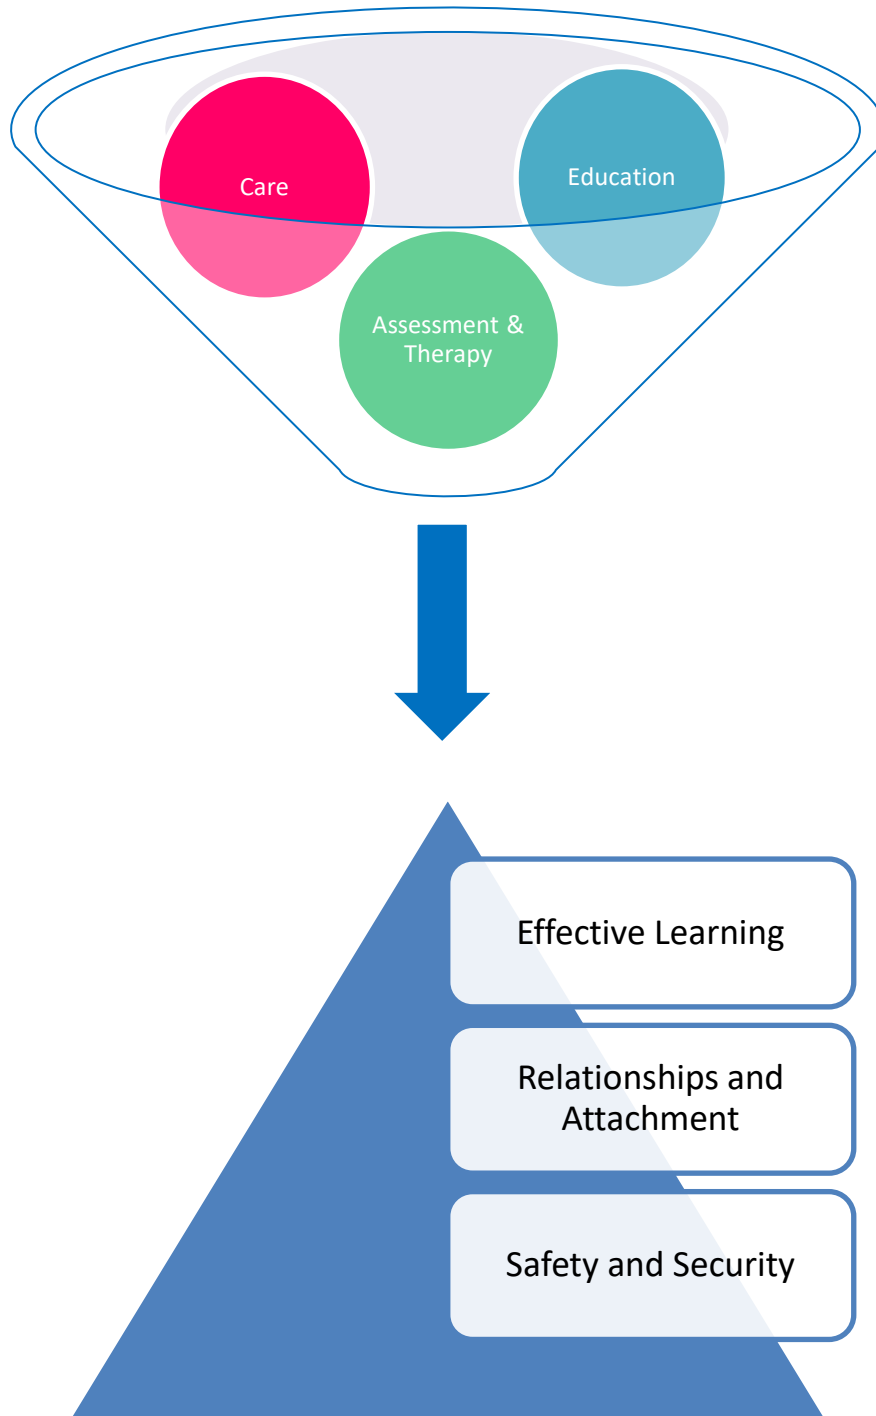 Care
Education
Assessment &
Therapy
Effective Learning
Relationships and
Attachment
Safety and Security